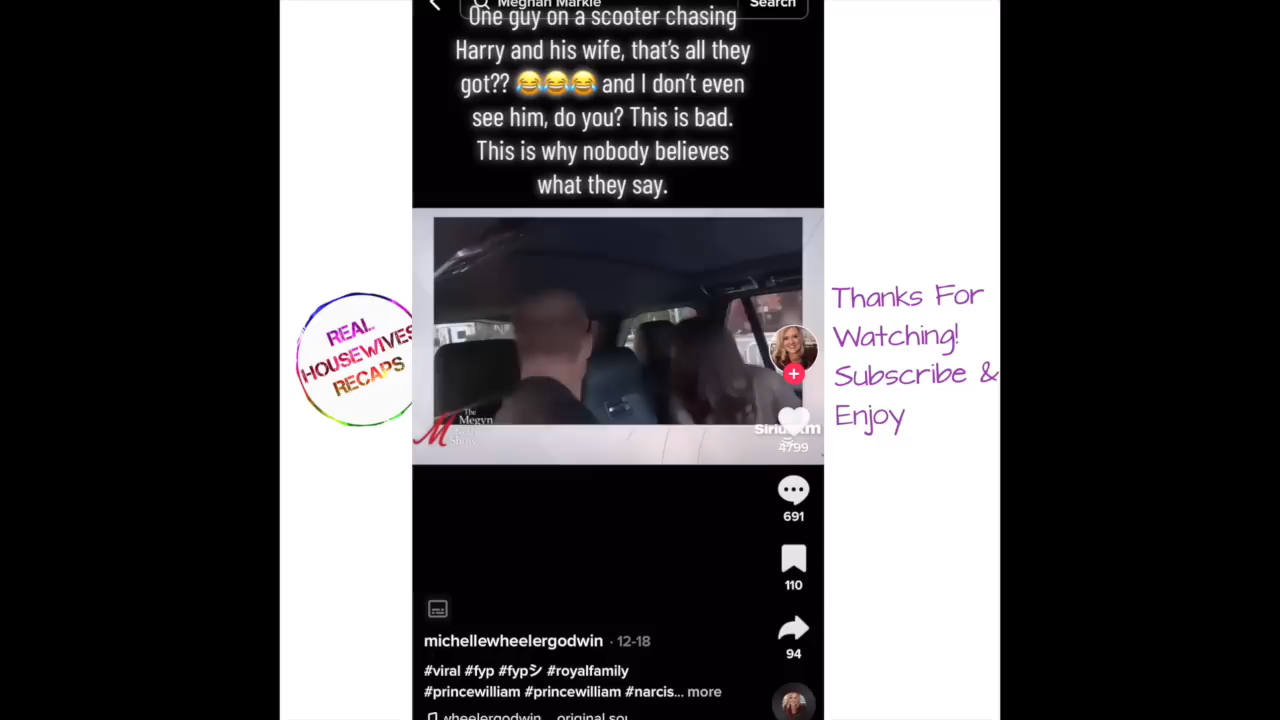 Meghan Markle
Search
One guy on a scooter chasing
Harry and his wife, that's all they
got?? 😂😂😂 and I don't even
see him, do you? This is bad.
This is why nobody believes
what they say.
REAL
HOUSEWIVES
RECAPS
Thanks For
Watching!
Subscribe &
Enjoy
The
Megyn
Show
4799
691
110
94
michellewheelergodwin · 12-18
#viral #fyp #fypシ #royalfamily
#princewilliam #princewilliam #narcis... more
wheelergodwin
original